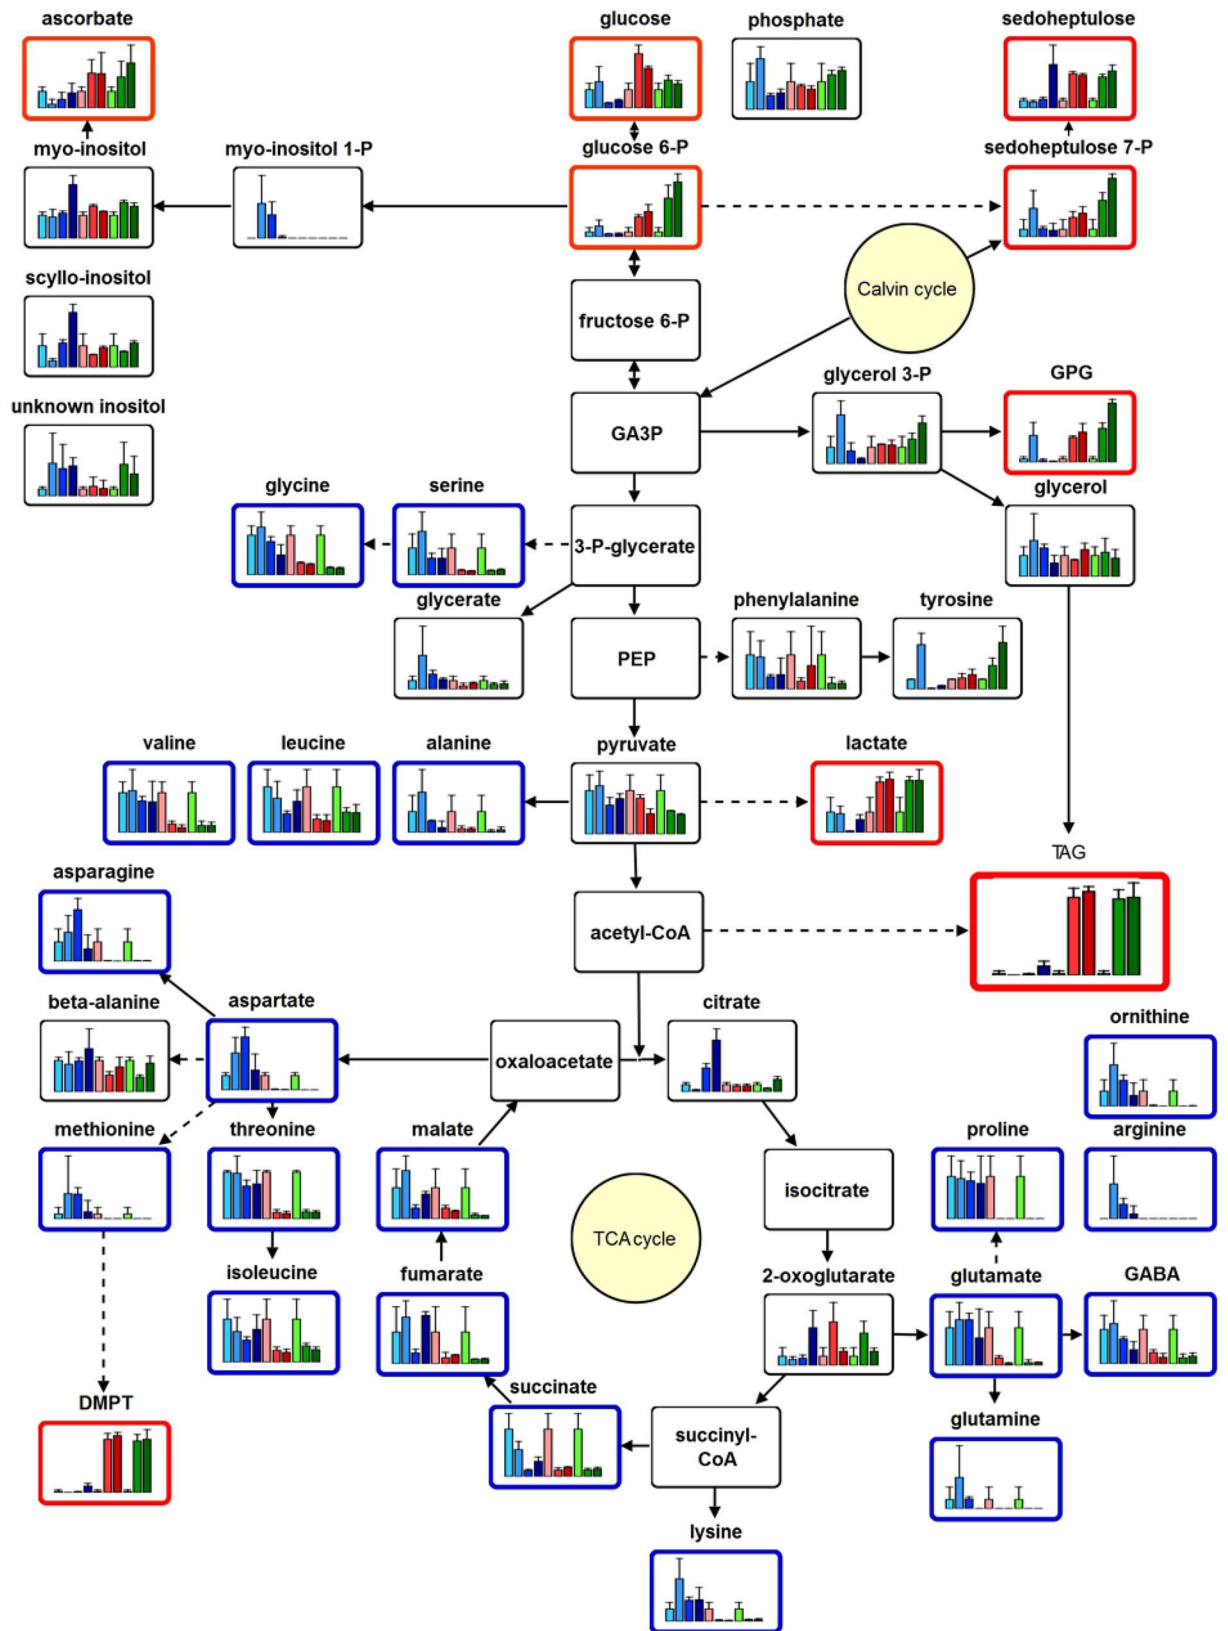 ascorbate
glucose
phosphate
sedoheptulose
myo-inositol
myo-inositol 1-P
glucose 6-P
sedoheptulose 7-P
scyllo-inositol
fructose 6-P
Calvin cycle
unknown inositol
GA3P
glycerol 3-P
GPG
glycine
serine
3-P-glycerate
glycerol
glycerate
PEP
phenylalanine
tyrosine
valine
leucine
alanine
pyruvate
lactate
TAG
asparagine
acetyl-CoA
beta-alanine
aspartate
oxaloacetate
citrate
ornithine
methionine
threonine
malate
TCA cycle
isocitrate
proline
arginine
isoleucine
fumarate
2-oxoglutarate
glutamate
GABA
DMPT
succinate
succinyl-
CoA
glutamine
lysine